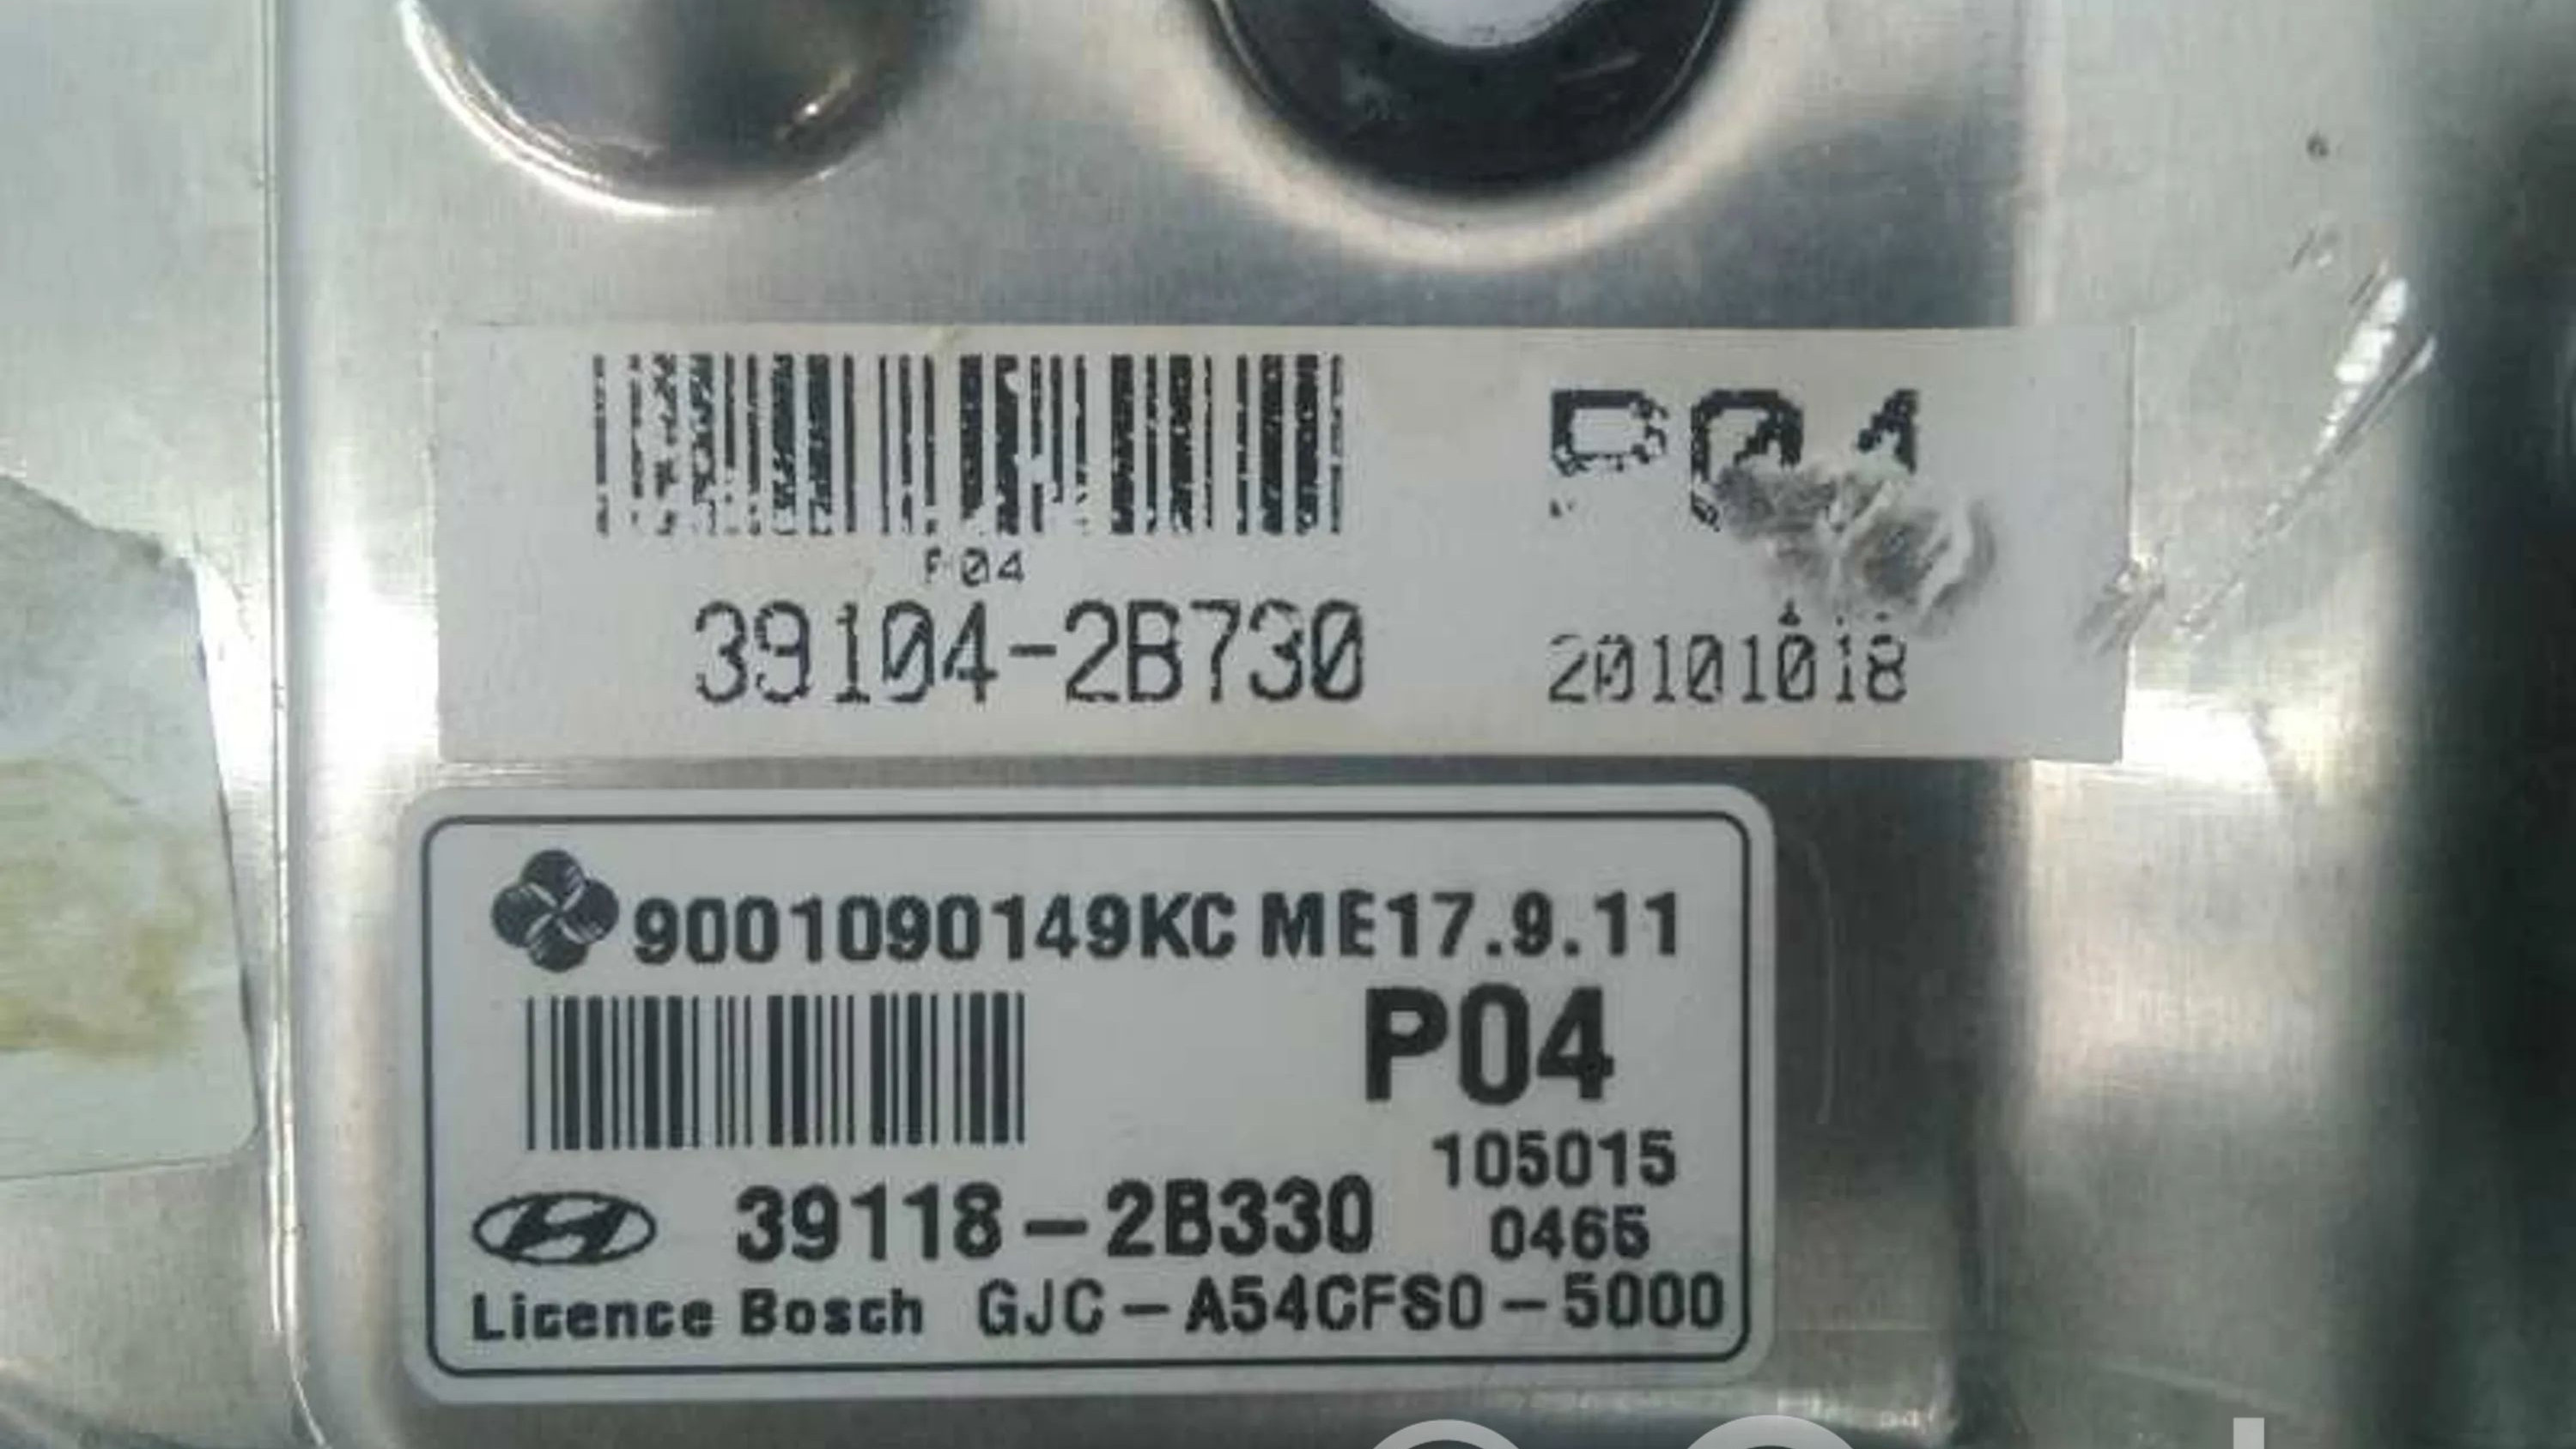 P04
P04
39104-2B730
20101018
9001090149KC ME17.9.11
P04
105015
39118-2B330
0465
Licence Bosch GJC-A54CFS0-5000